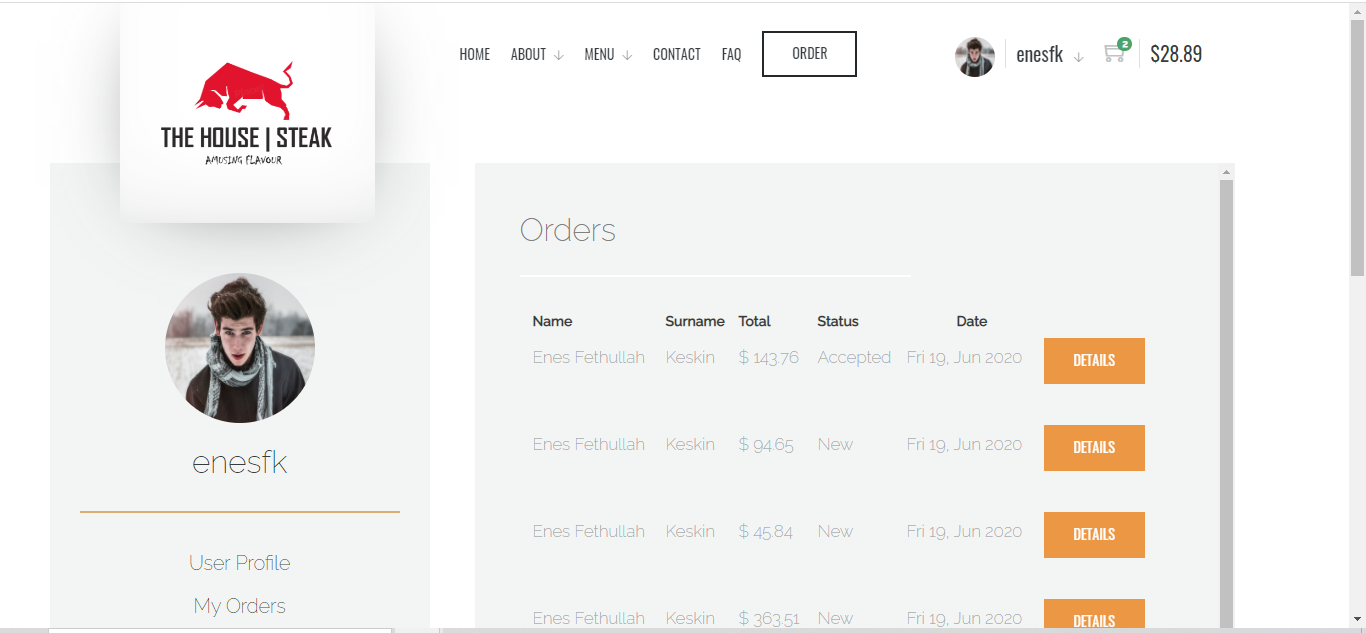 HOME ABOUT MENU CONTACT FAQ ORDER enesfk 2 $28.89
THE HOUSE | STEAK
AMUSING FLAVOUR
enesfk
User Profile
My Orders
Orders
Name Surname Total Status Date
Enes Fethullah Keskin $ 143.76 Accepted Fri 19, Jun 2020 DETAILS
Enes Fethullah Keskin $ 94.65 New Fri 19, Jun 2020 DETAILS
Enes Fethullah Keskin $ 45.84 New Fri 19, Jun 2020 DETAILS
Enes Fethullah Keskin $ 363.51 New Fri 19, Jun 2020 DETAILS